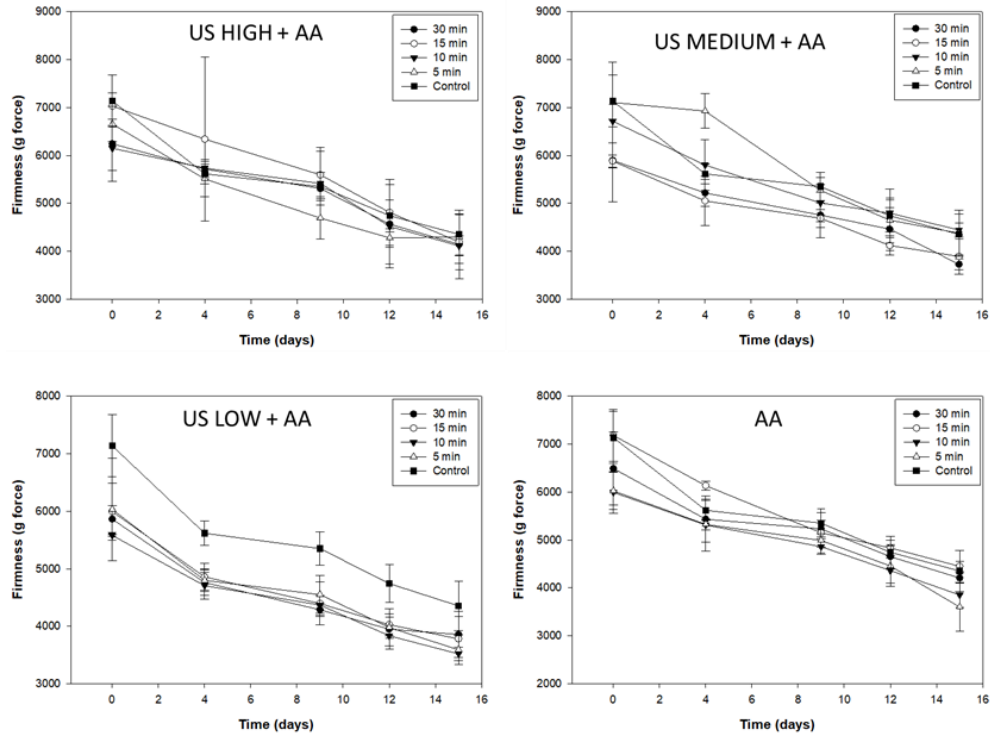 US HIGH + AA
30 min
15 min
10 min
5 min
Control
9000
8000
7000
6000
5000
4000
3000
Firmness (g force)
0 2 4 6 8 10 12 14 16
Time (days)
US MEDIUM + AA
30 min
15 min
10 min
5 min
Control
9000
8000
7000
6000
5000
4000
3000
Firmness (g force)
0 2 4 6 8 10 12 14 16
Time (days)
US LOW + AA
30 min
15 min
10 min
5 min
Control
8000
7000
6000
5000
4000
3000
Firmness (g force)
0 2 4 6 8 10 12 14 16
Time (days)
AA
30 min
15 min
10 min
5 min
Control
8000
7000
6000
5000
4000
3000
2000
Firmness (g force)
0 2 4 6 8 10 12 14 16
Time (days)